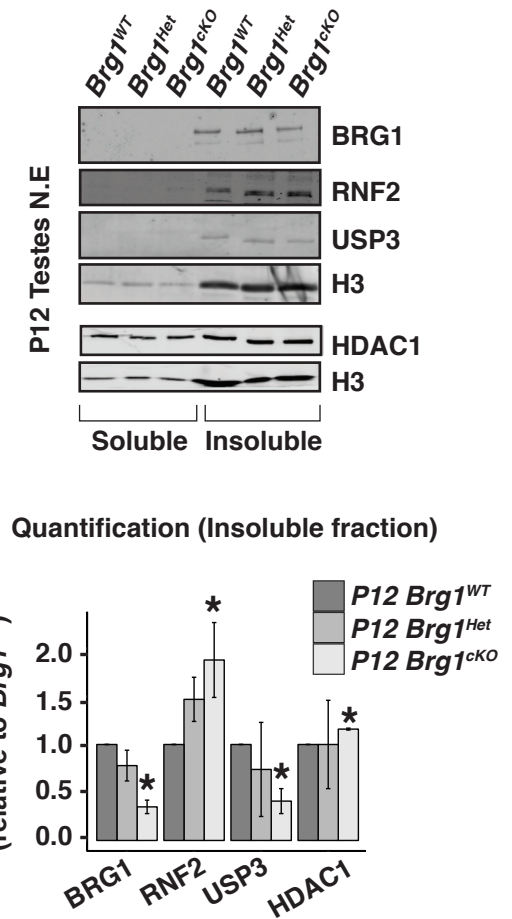 Brg1WT Brg1Het Brg1cKO Brg1WT Brg1Het Brg1cKO
P12 Testes N.E
BRG1
RNF2
USP3
H3
HDAC1
H3
Soluble Insoluble
Quantification (Insoluble fraction)
P12 Brg1WT
P12 Brg1Het
P12 Brg1cKO
(relative to
2.0
1.5
1.0
0.5
0.0
* * * *
BRG1 RNF2 USP3 HDAC1